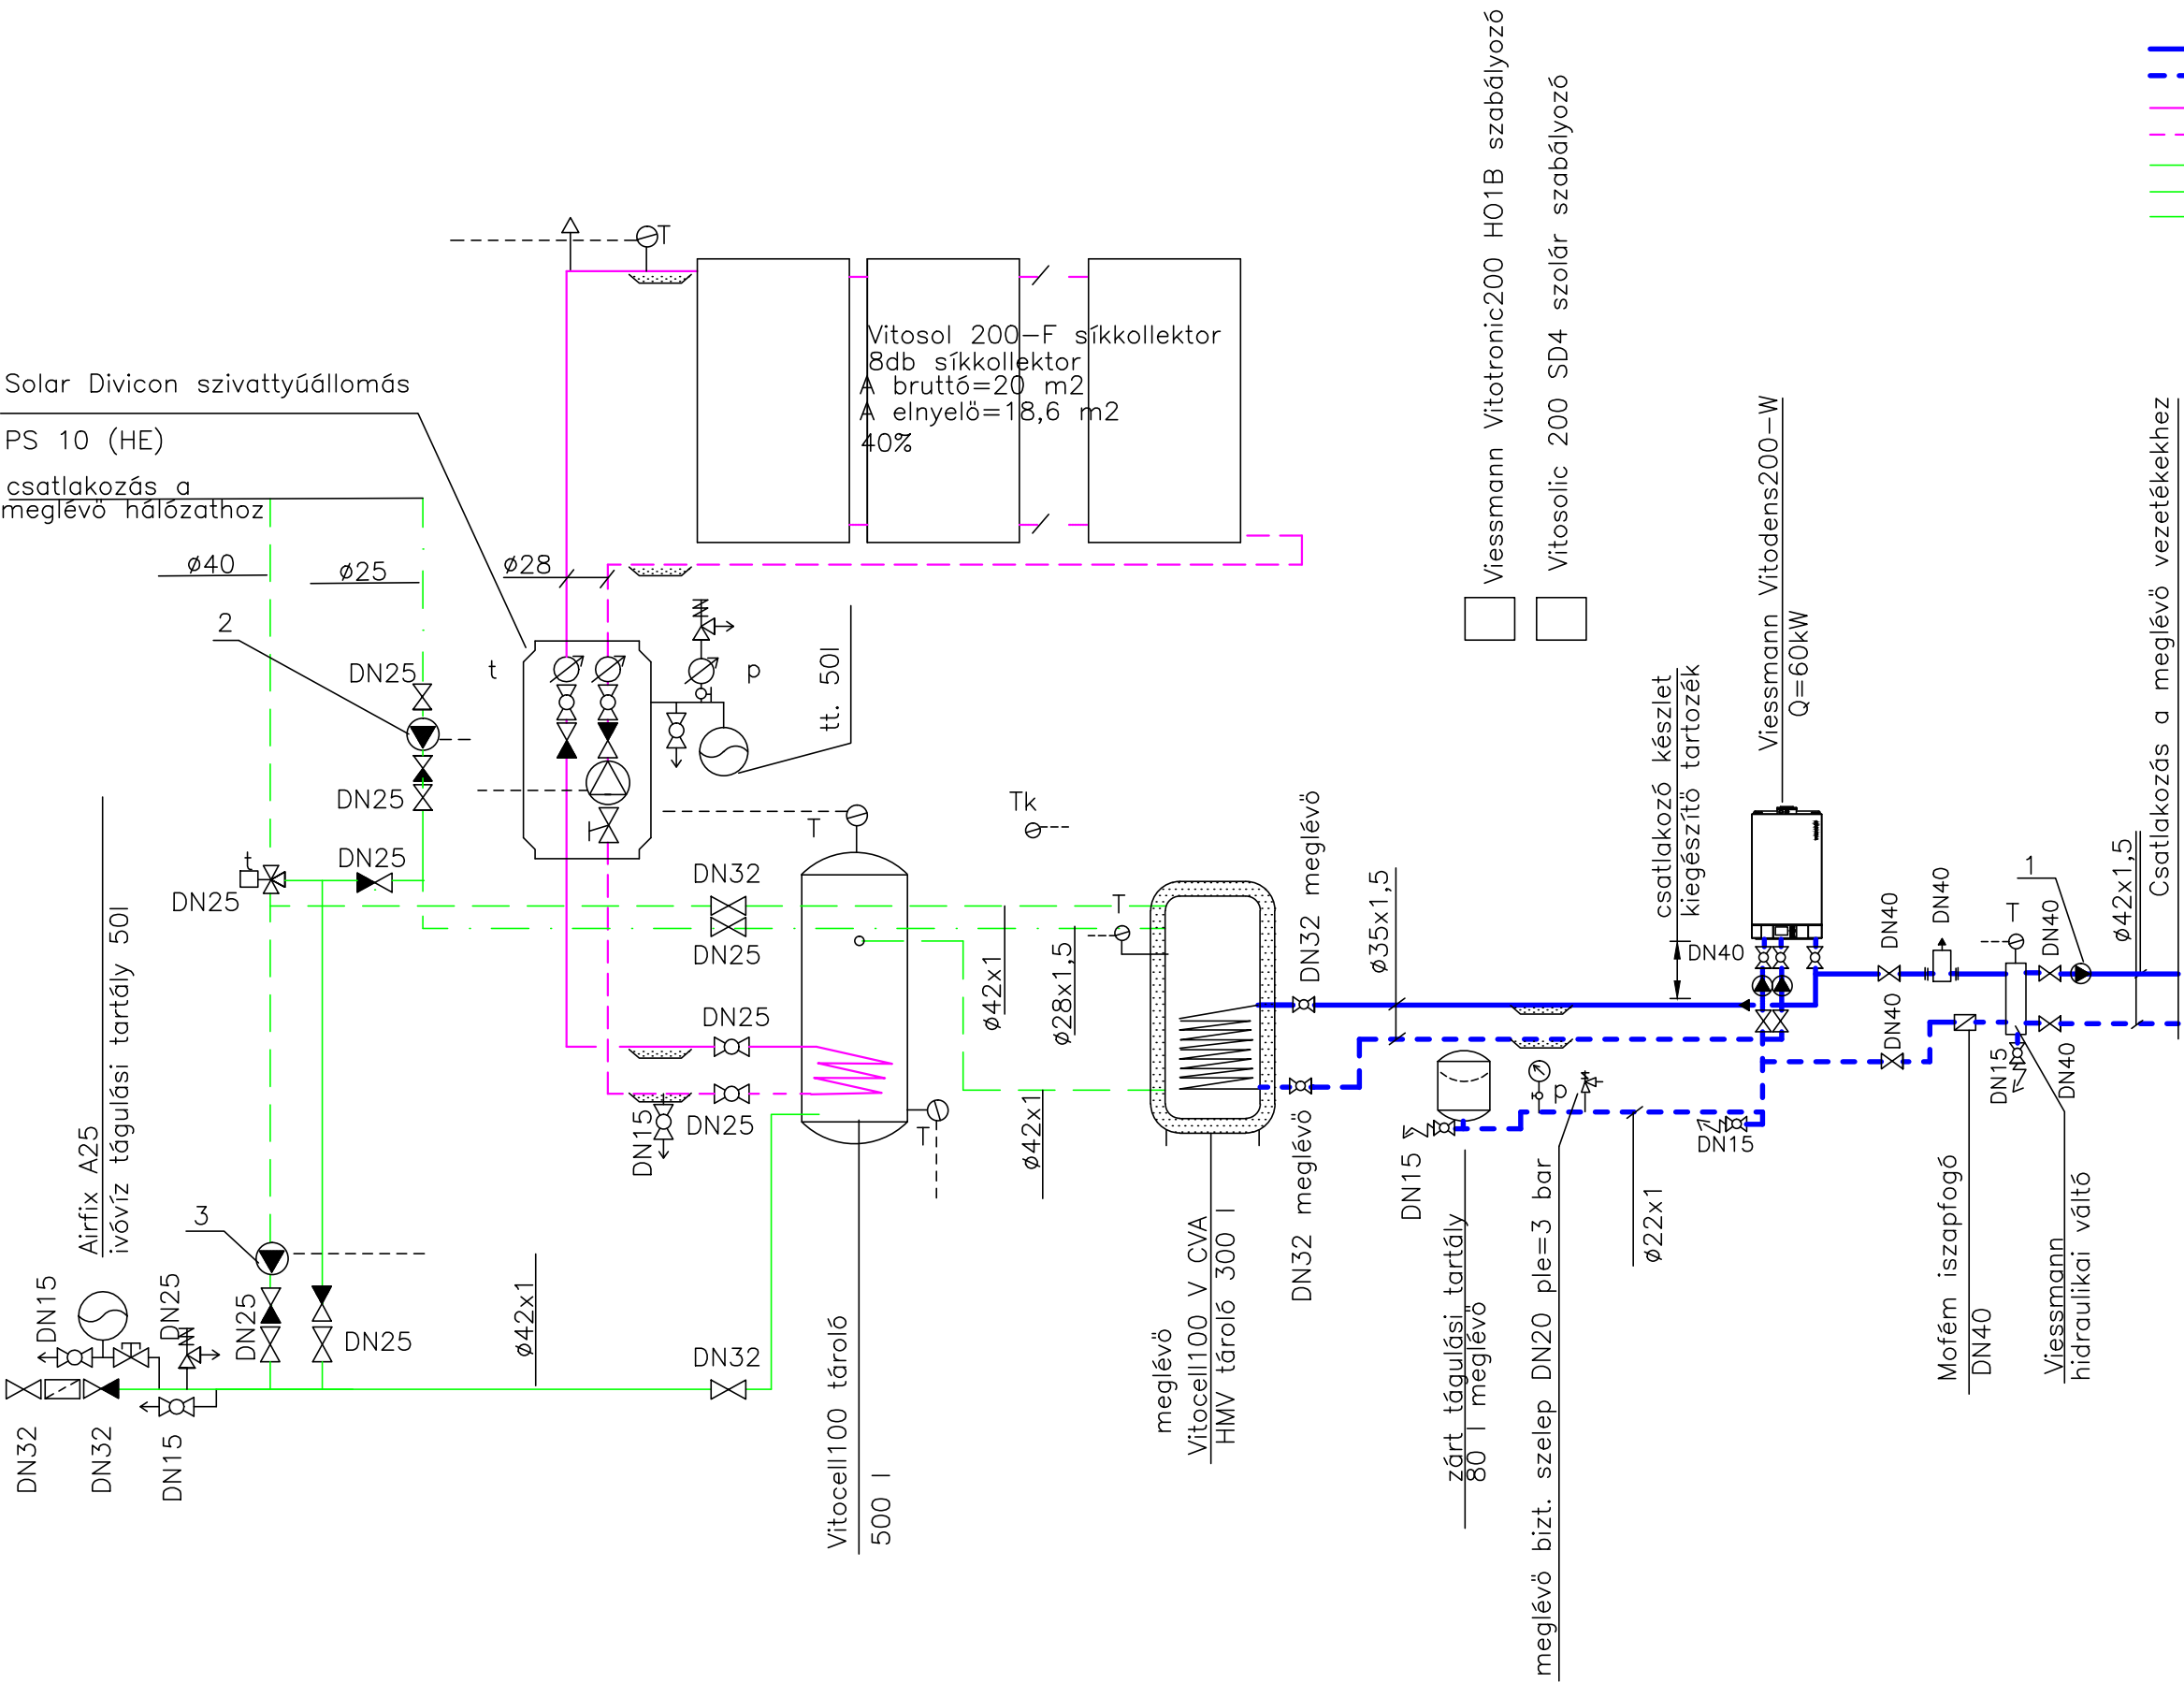 Viessmann Vitotronic200 H01B szabályozó
Vitosolic 200 SD4 szolár szabályozó
T
Vitosol 200-F síkkollektor
8db síkkollektor
A bruttó=20 m2
A elnyelő=18,6 m2
40%
Solar Divicon szivattyúállomás
PS 10 (HE)
csatlakozás a
meglévő hálózathoz
ø40
ø25
ø28
2
DN25
t
p
tt. 50l
DN25
DN25
t
DN25
T
Tk
DN32
DN25
ø42x1
ø28x1,5
T
DN32 meglévő
ø35x1,5
csatlakozó készlet
kiegészítő tartozék
Viessmann Vitodens200-W
Q=60kW
Csatlakozás a meglévő vezetékekhez
DN40
DN40
DN40
T
DN40
1
ø42x1,5
DN40
DN15
DN40
DN25
DN25
DN15
T
ø42x1
DN32 meglévő
p
DN15
DN15
ø22x1
Airfix A25
ivóvíz tágulási tartály 50l
3
DN15
DN25
DN25
DN25
ø42x1
DN32
DN32
DN32
DN15
Vitocell100 tároló
500 l
meglévő
Vitocell100 V CVA
HMV tároló 300 l
zárt tágulási tartály
80 l meglévő
meglévő bizt. szelep DN20 ple=3 bar
Mofém iszapfogó
DN40
Viessmann
hidraulikai váltó